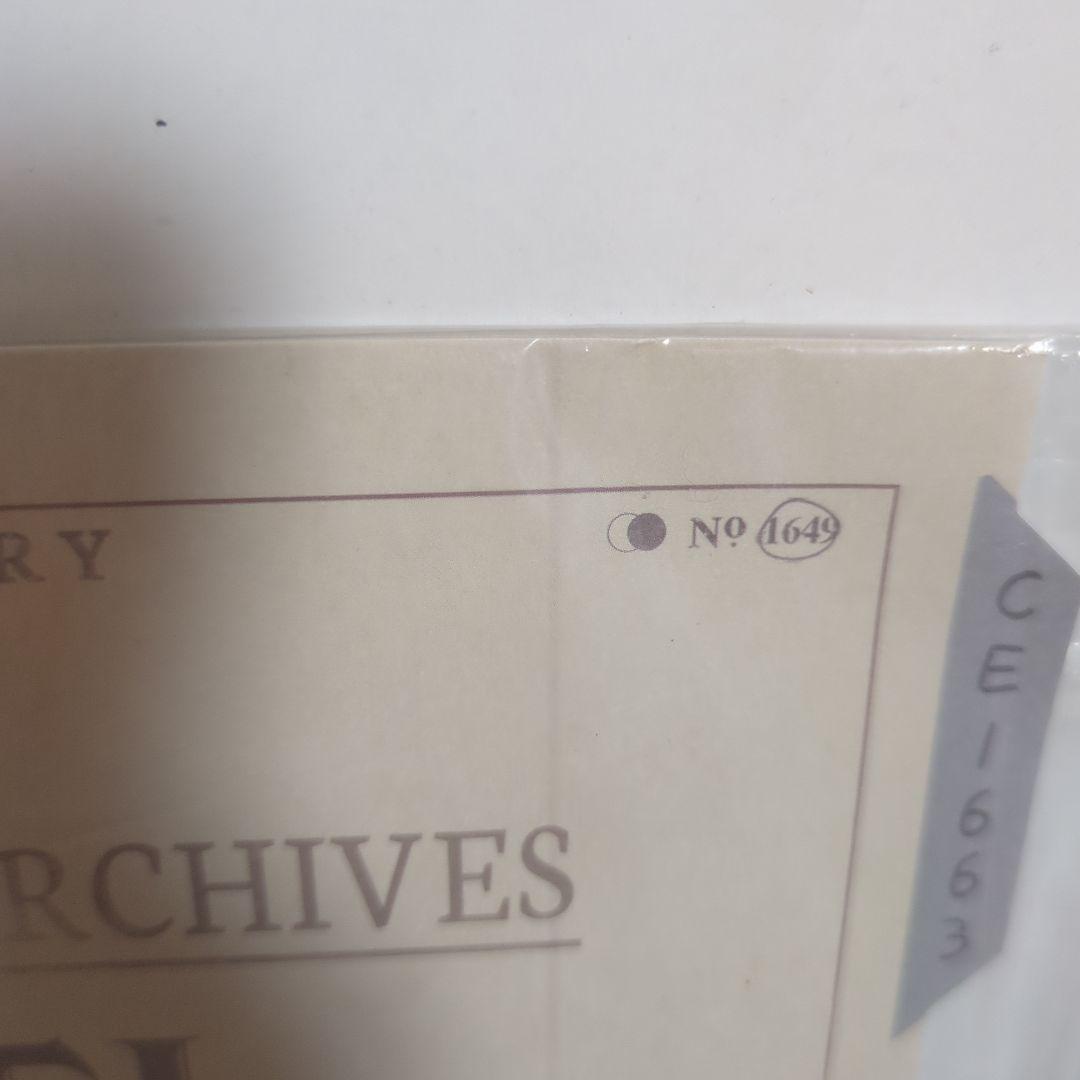 RY
Nº 1649
RCHIVES
CE1663